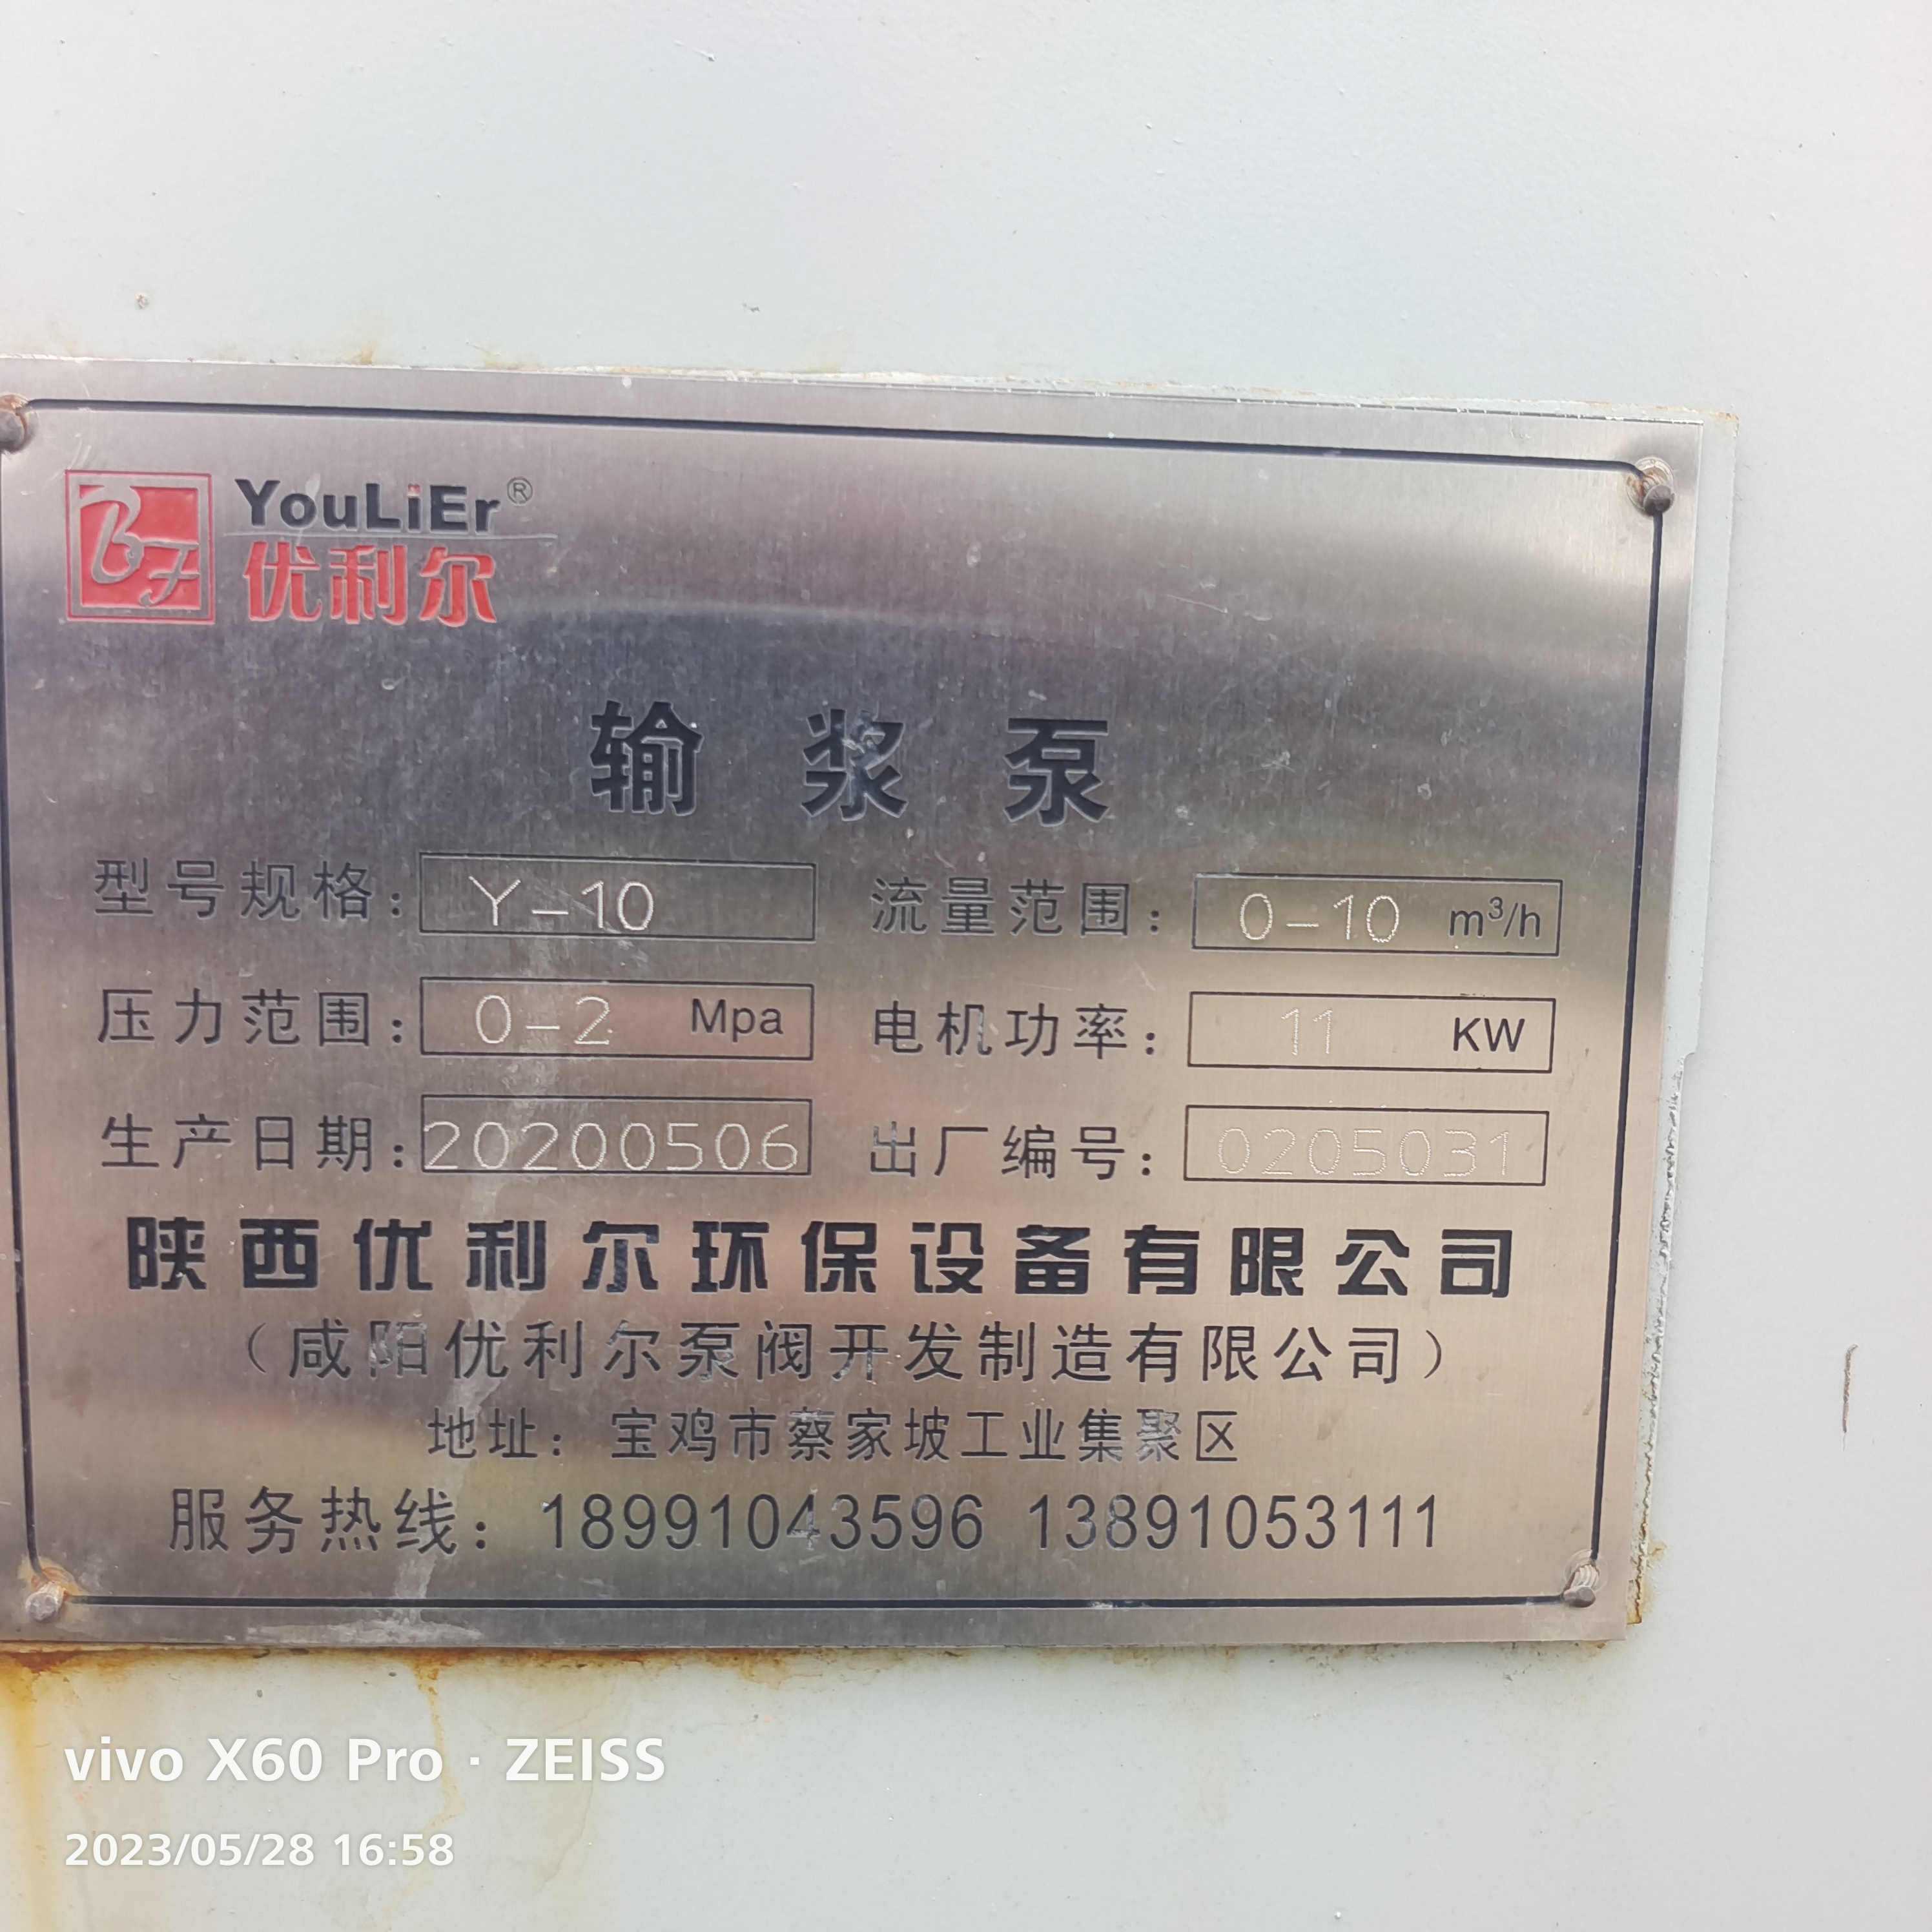 YouLiEr®
优利尔
输浆泵
型号规格：Y-10 流量范围：0-10 m³/h
压力范围：0-2 Mpa 电机功率：11 KW
生产日期：20200506 出厂编号：0205031
陕西优利尔环保设备有限公司
（咸阳优利尔泵阀开发制造有限公司）
地址：宝鸡市蔡家坡工业集聚区
服务热线：18991043596 13891053111
vivo X60 Pro · ZEISS
2023/05/28 16:58